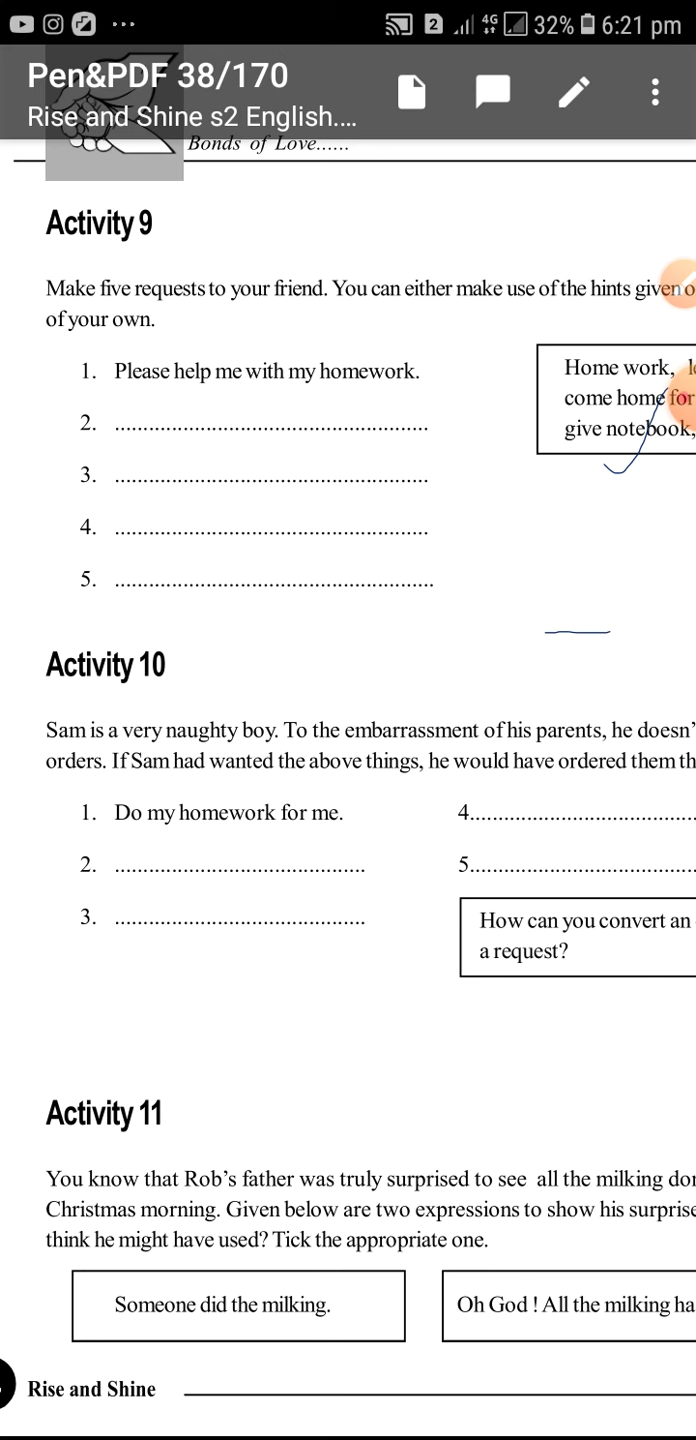 2 4G 32% 6:21 pm
Pen&PDF 38/170
Rise and Shine s2 English....
Bonds of Love......
Activity 9
Make five requests to your friend. You can either make use of the hints given
of your own.
1. Please help me with my homework.
Home work,
come home for
give notebook,
2. ........................................................
3. ........................................................
4. ........................................................
5. .........................................................
Activity 10
Sam is a very naughty boy. To the embarrassment of his parents, he
orders. If Sam had wanted the above things, he would have ordered them
1. Do my homework for me.
4........................................
2. .............................................
5........................................
3. .............................................
How can you convert an
a request?
Activity 11
You know that Rob's father was truly surprised to see all the milking
Christmas morning. Given below are two expressions to show his
think he might have used? Tick the appropriate one.
Someone did the milking.
Oh God ! All the milking
Rise and Shine